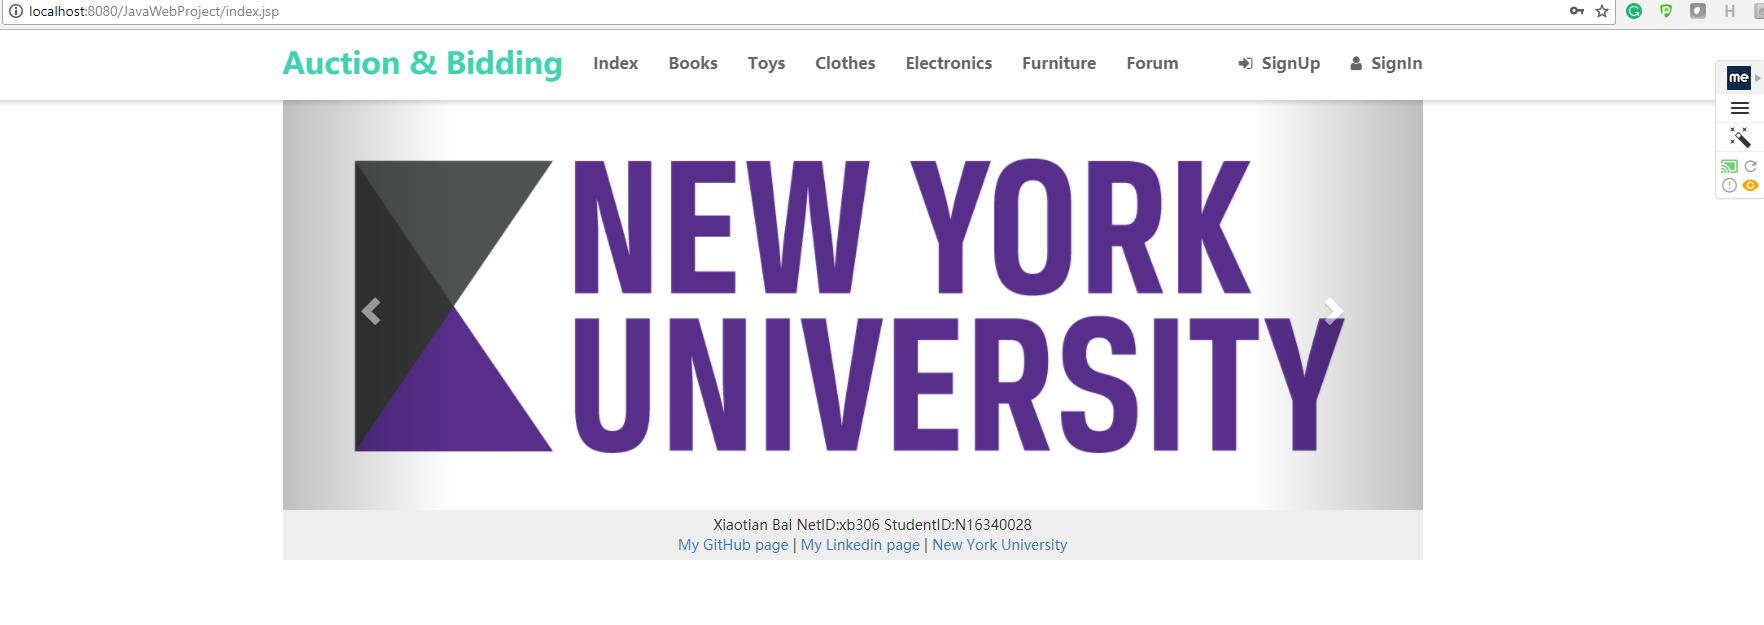 localhost:8080/JavaWebProject/index.jsp
Auction & Bidding Index Books Toys Clothes Electronics Furniture Forum SignUp SignIn
me
NEW YORK
UNIVERSITY
Xiaotian Bai NetID:xb306 StudentID:N16340028
My GitHub page | My Linkedin page | New York University